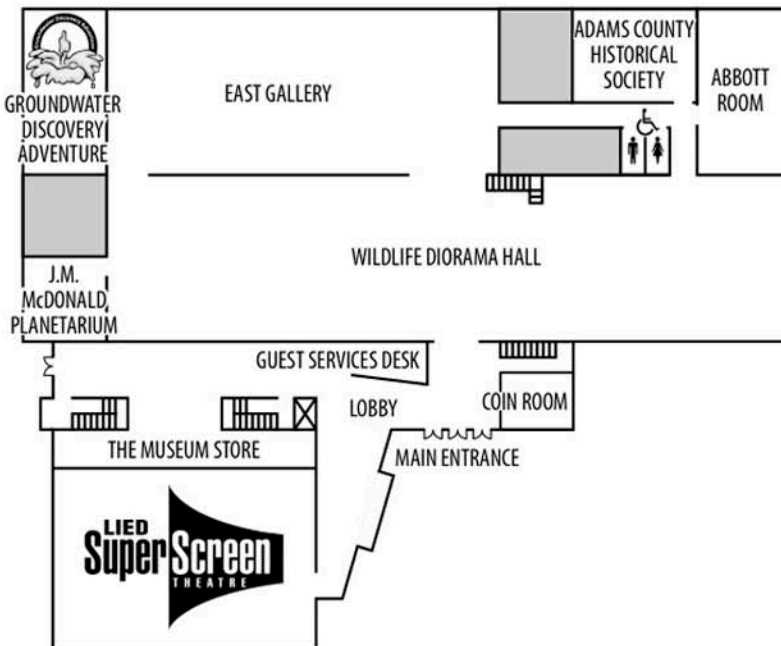 GROUNDWATER
DISCOVERY
ADVENTURE
EAST GALLERY
ADAMS COUNTY
HISTORICAL
SOCIETY
ABBOTT
ROOM
WILDLIFE DIORAMA HALL
J.M.
McDONALD
PLANETARIUM
GUEST SERVICES DESK
LOBBY
COIN ROOM
THE MUSEUM STORE
MAIN ENTRANCE
LIED
SuperScreen
THEATRE